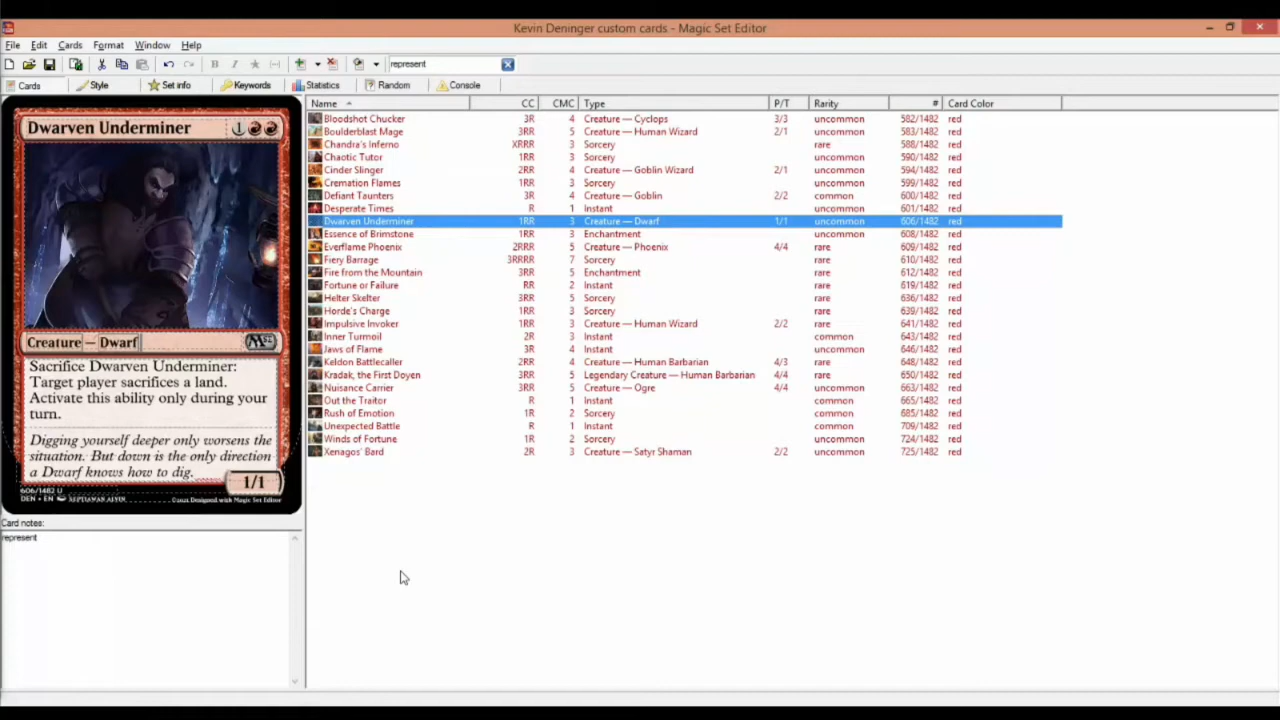 Kevin Deninger custom cards - Magic Set Editor
File Edit Cards Format Window Help
represent
Cards Style Set info Keywords Statistics Random Console
Dwarven Underminer 1
Creature — Dwarf
Sacrifice Dwarven Underminer:
Target player sacrifices a land.
Activate this ability only during your
turn.
Digging yourself deeper only worsens the
situation. But down is the only direction
a Dwarf knows how to dig.
1/1
606/1482 U
DEN • EN
©2021 Designed with Magic Set Editor
Card notes:
represent
Name CC CMC Type P/T Rarity # Card Color
Bloodshot Chucker 3R 4 Creature — Cyclops 3/3 uncommon 582/1482 red
Boulderblast Mage 3RR 5 Creature — Human Wizard 2/1 uncommon 583/1482 red
Chandra's Inferno XRRR 3 Sorcery rare 588/1482 red
Chaotic Tutor 1RR 3 Sorcery uncommon 590/1482 red
Cinder Slinger 2RR 4 Creature — Goblin Wizard 2/1 uncommon 594/1482 red
Cremation Flames 1RR 3 Sorcery uncommon 599/1482 red
Defiant Taunters 3R 4 Creature — Goblin 2/2 common 600/1482 red
Desperate Times R 1 Instant uncommon 601/1482 red
Dwarven Underminer 1RR 3 Creature — Dwarf 1/1 uncommon 606/1482 red
Essence of Brimstone 1RR 3 Enchantment uncommon 608/1482 red
Everflame Phoenix 2RRR 5 Creature — Phoenix 4/4 rare 609/1482 red
Fiery Barrage 3RRRR 7 Sorcery rare 610/1482 red
Fire from the Mountain 3RR 5 Enchantment rare 612/1482 red
Fortune or Failure RR 2 Instant rare 619/1482 red
Helter Skelter 3RR 5 Sorcery rare 636/1482 red
Horde's Charge 1RR 3 Sorcery rare 639/1482 red
Impulsive Invoker 1RR 3 Creature — Human Wizard 2/2 rare 641/1482 red
Inner Turmoil 2R 3 Instant common 643/1482 red
Jaws of Flame 3R 4 Instant uncommon 646/1482 red
Keldon Battlecaller 2RR 4 Creature — Human Barbarian 4/3 rare 648/1482 red
Kradak, the First Doyen 3RR 5 Legendary Creature — Human Barbarian 4/4 rare 650/1482 red
Nuisance Carrier 3RR 5 Creature — Ogre 4/4 uncommon 663/1482 red
Out the Traitor R 1 Instant common 665/1482 red
Rush of Emotion 1R 2 Sorcery common 685/1482 red
Unexpected Battle R 1 Instant common 709/1482 red
Winds of Fortune 1R 2 Sorcery uncommon 724/1482 red
Xenagos' Bard 2R 3 Creature — Satyr Shaman 2/2 uncommon 725/1482 red